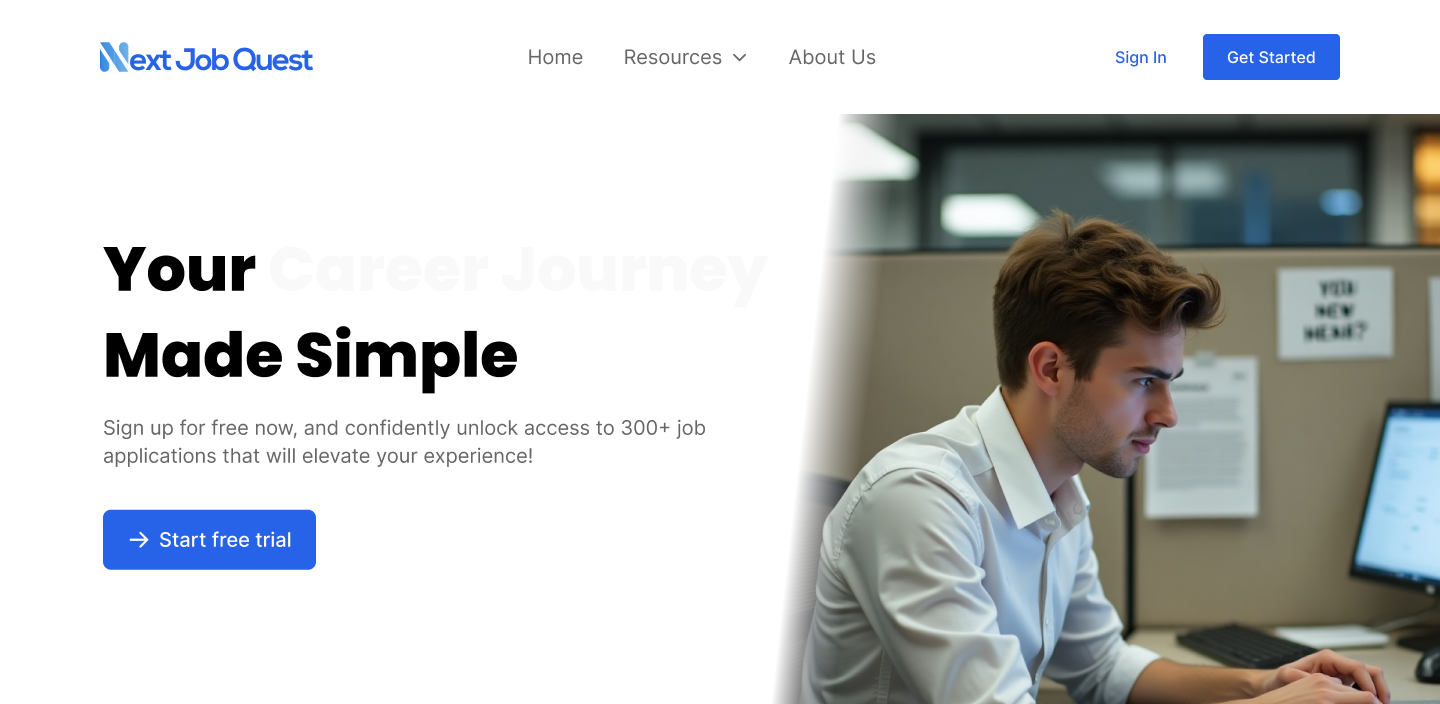 Next Job Quest
Home
Resources
About Us
Sign In
Get Started
Your Career Journey
Made Simple
Sign up for free now, and confidently unlock access to 300+ job
applications that will elevate your experience!
Start free trial
YOU
NEW